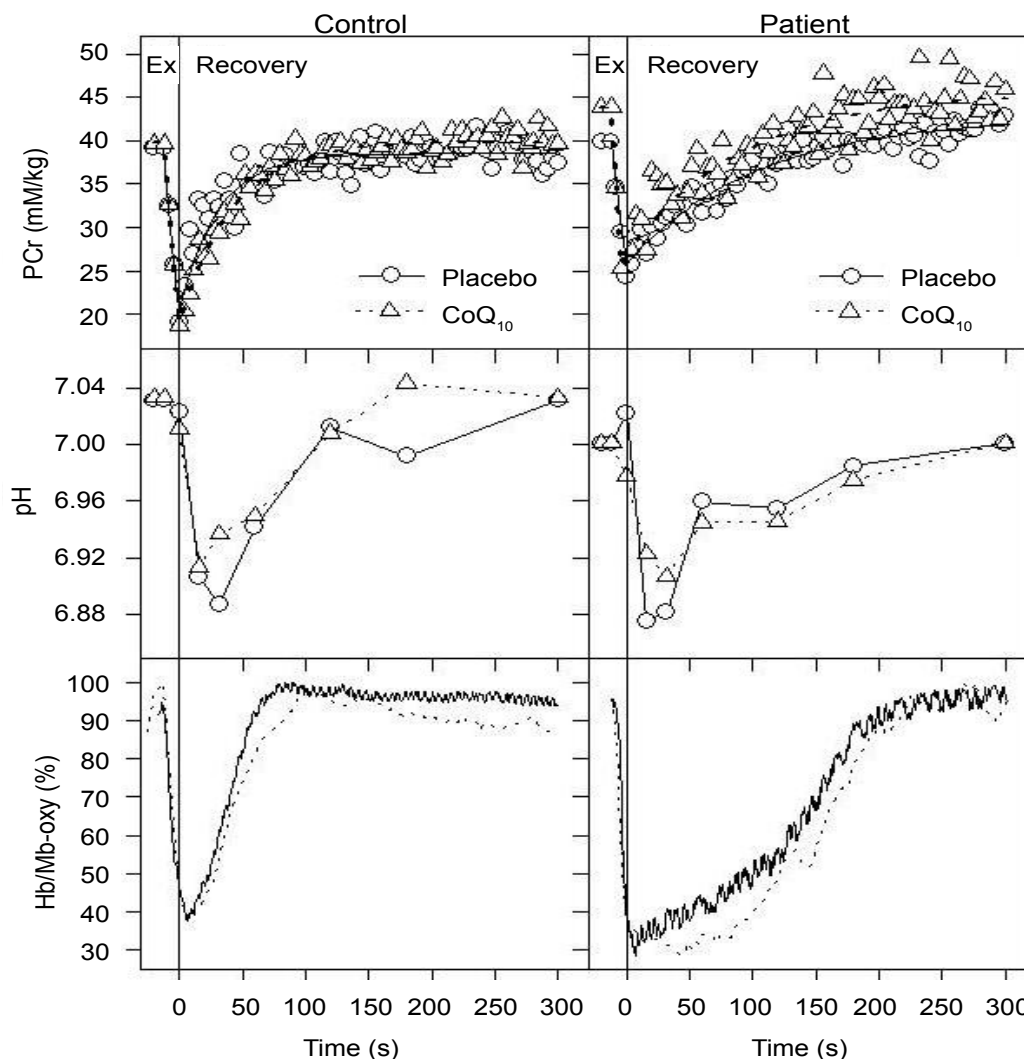 Control Patient
Ex Recovery Ex Recovery
PCr (mM/kg)
50
45
40
35
30
25
20
Placebo Placebo
CoQ₁₀ CoQ₁₀
pH
7.04
7.00
6.96
6.92
6.88
Hb/Mb-oxy (%)
100
90
80
70
60
50
40
30
0 50 100 150 200 250 300 0 50 100 150 200 250 300
Time (s) Time (s)